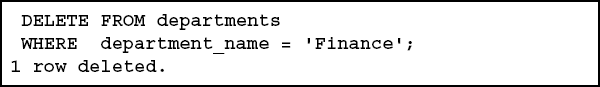 DELETE FROM departments
WHERE  department_name = 'Finance';
1 row deleted.